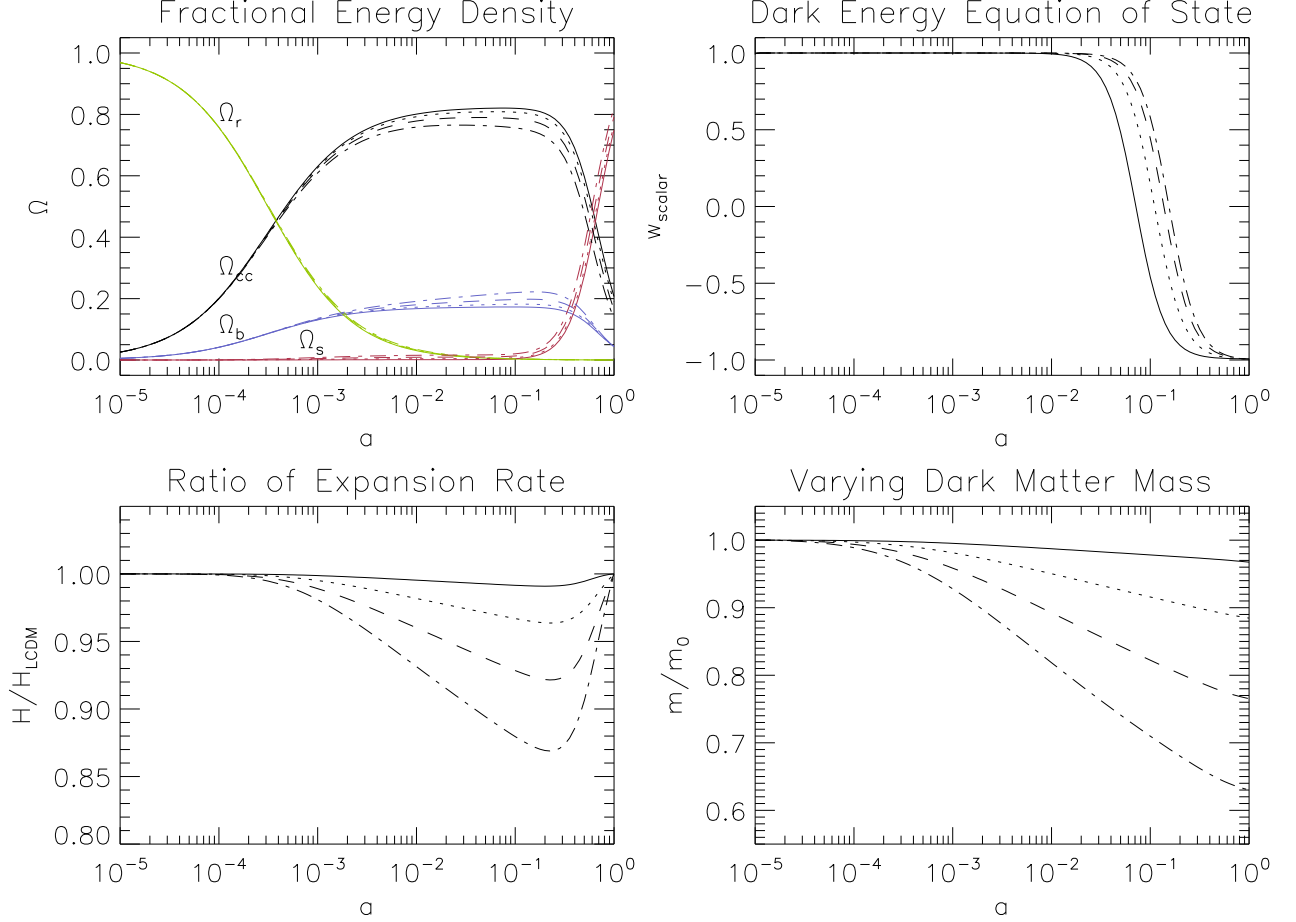 Fractional Energy Density
Ω
1.0
0.8
0.6
0.4
0.2
0.0
Ωr
Ωcc
Ωb
Ωs
10⁻⁵ 10⁻⁴ 10⁻³ 10⁻² 10⁻¹ 10⁰
a
Dark Energy Equation of State
wscalar
1.0
0.5
0.0
−0.5
−1.0
10⁻⁵ 10⁻⁴ 10⁻³ 10⁻² 10⁻¹ 10⁰
a
Ratio of Expansion Rate
H/HLCDM
1.00
0.95
0.90
0.85
0.80
10⁻⁵ 10⁻⁴ 10⁻³ 10⁻² 10⁻¹ 10⁰
a
Varying Dark Matter Mass
m/m0
1.0
0.9
0.8
0.7
0.6
10⁻⁵ 10⁻⁴ 10⁻³ 10⁻² 10⁻¹ 10⁰
a